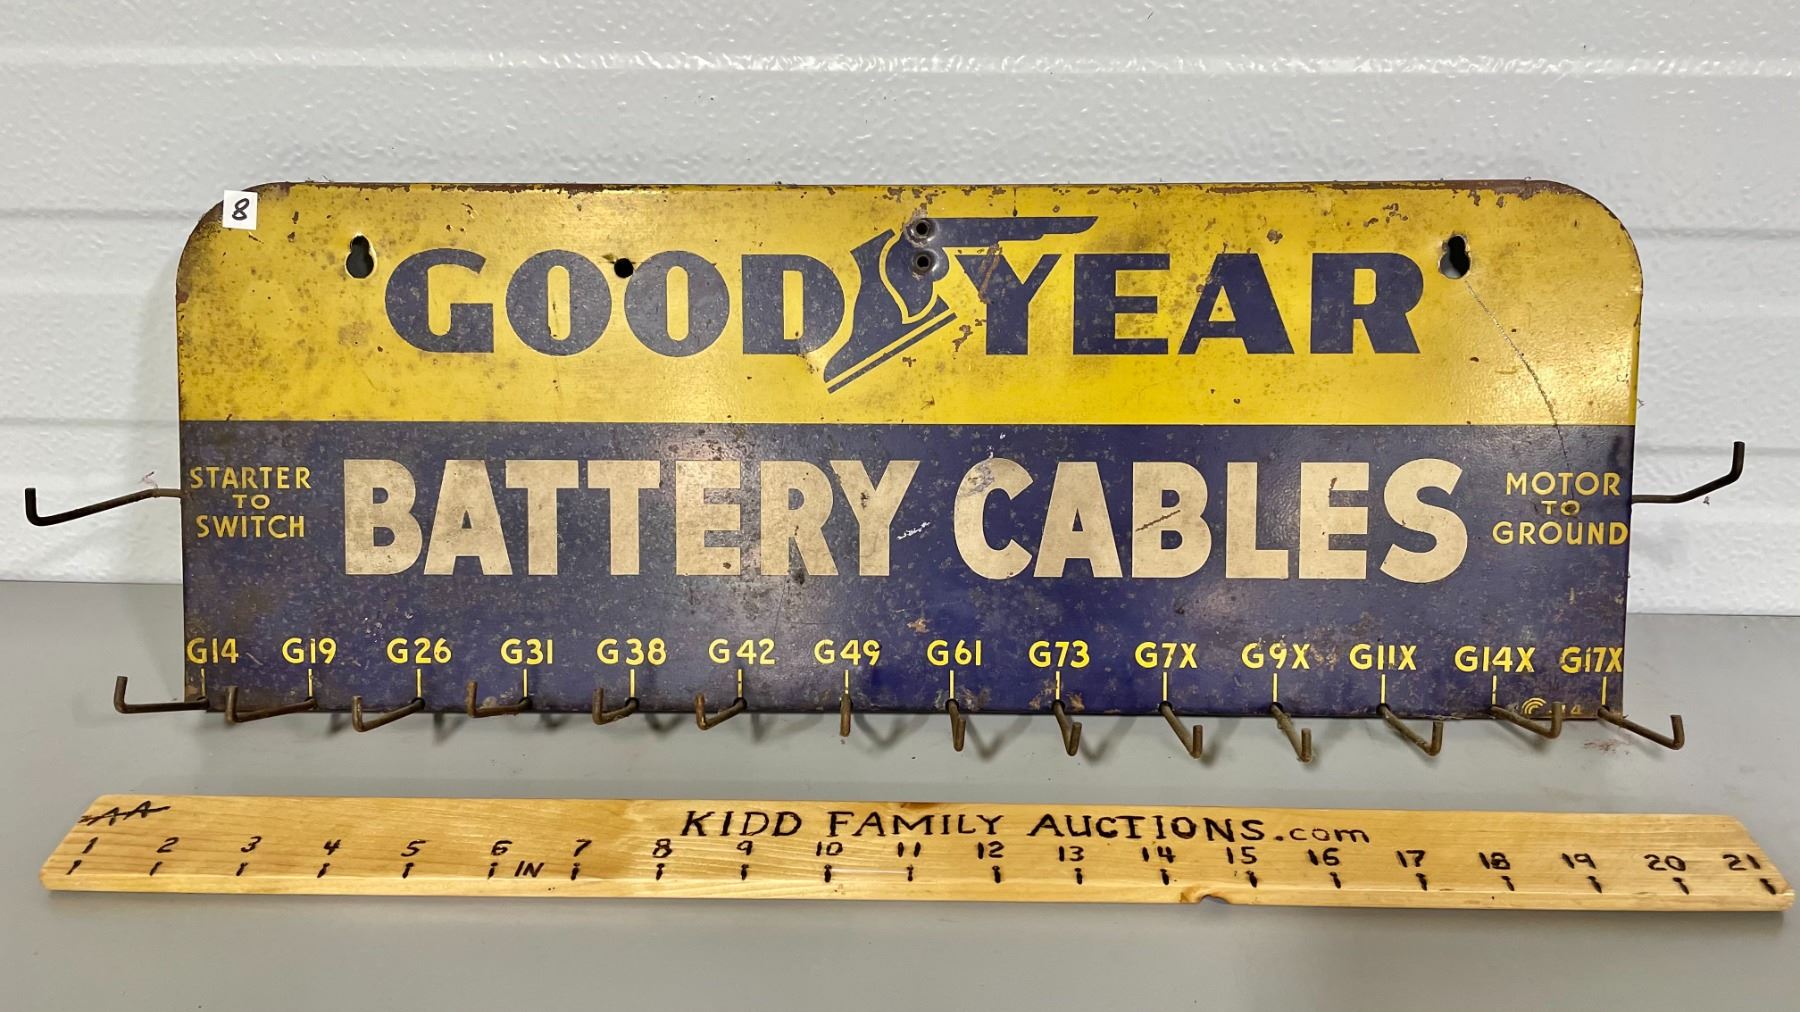 8
GOOD YEAR
BATTERY CABLES
STARTER
TO
SWITCH
MOTOR
TO
GROUND
G14 G19 G26 G31 G38 G42 G49 G61 G73 G7X G9X G11X G14X G17X
KIDD FAMILY AUCTIONS.com
1 2 3 4 5 6 IN 7 8 9 10 11 12 13 14 15 16 17 18 19 20 21